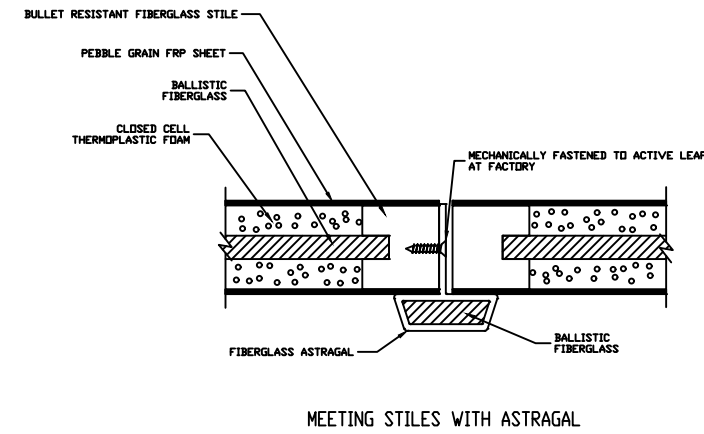 BULLET RESISTANT FIBERGLASS STILE
PEBBLE GRAIN FRP SHEET
BALLISTIC
FIBERGLASS
CLOSED CELL
THERMOPLASTIC FOAM
MECHANICALLY FASTENED TO ACTIVE LEAF
AT FACTORY
FIBERGLASS ASTRAGAL
BALLISTIC
FIBERGLASS
MEETING STILES WITH ASTRAGAL